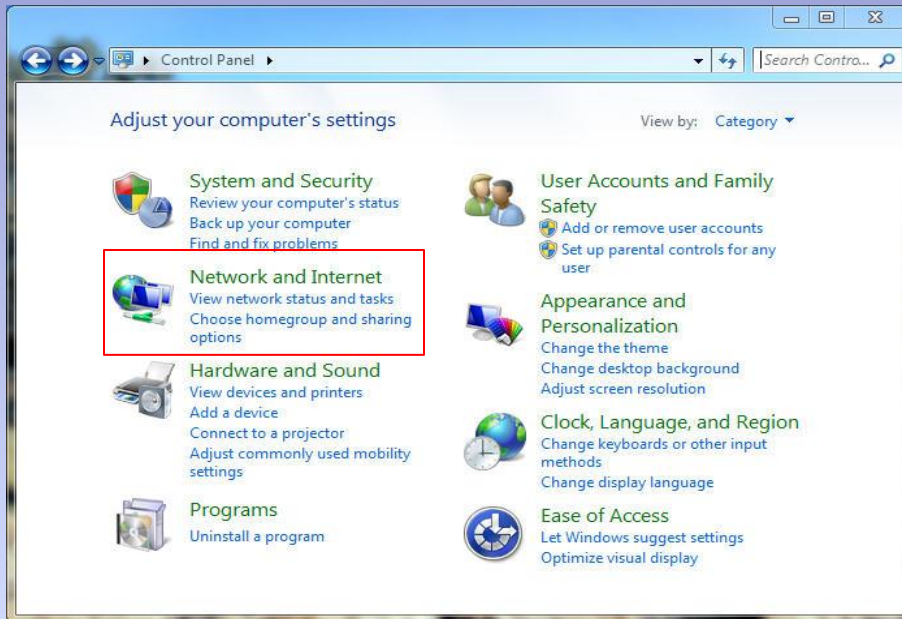 Control Panel
Search Contro...
Adjust your computer's settings
View by: Category
System and Security
Review your computer's status
Back up your computer
Find and fix problems
Network and Internet
View network status and tasks
Choose homegroup and sharing
options
Hardware and Sound
View devices and printers
Add a device
Connect to a projector
Adjust commonly used mobility
settings
Programs
Uninstall a program
User Accounts and Family
Safety
Add or remove user accounts
Set up parental controls for any
user
Appearance and
Personalization
Change the theme
Change desktop background
Adjust screen resolution
Clock, Language, and Region
Change keyboards or other input
methods
Change display language
Ease of Access
Let Windows suggest settings
Optimize visual display